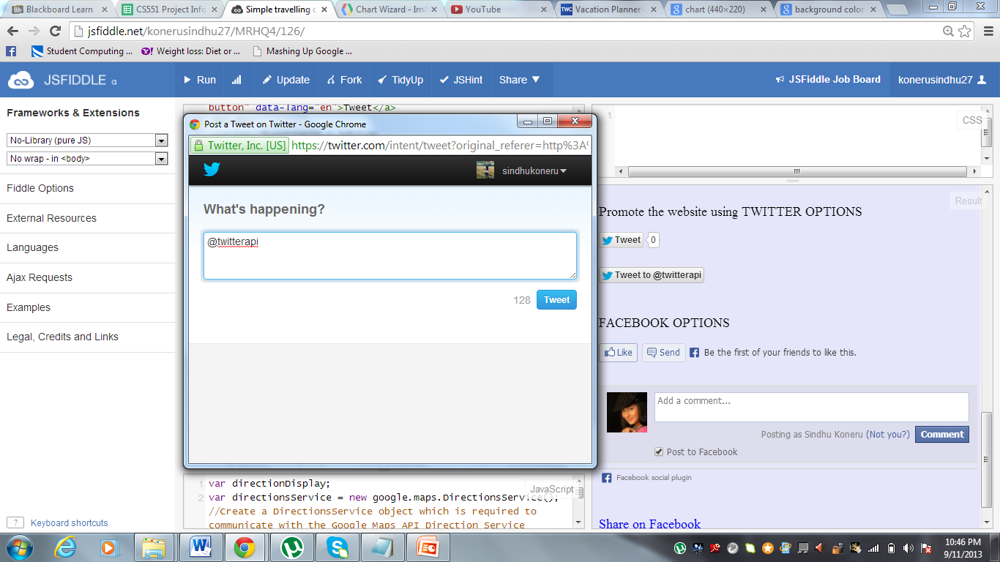 Blackboard Learn
CS551 Project Info
Simple travelling
Chart Wizard - Im
YouTube
Vacation Planner -
chart (440×220)
background color
jsfiddle.net/konerusindhu27/MRHQ4/126/
Student Computing ...
Weight loss: Diet or ...
Mashing Up Google ...
JSFIDDLE α
Run
Update
Fork
TidyUp
JSHint
Share
JSFiddle Job Board
konerusindhu27
Frameworks & Extensions
No-Library (pure JS)
No wrap - in <body>
Fiddle Options
External Resources
Languages
Ajax Requests
Examples
Legal, Credits and Links
? Keyboard shortcuts
button" data-lang="en">Tweet</a>
Post a Tweet on Twitter - Google Chrome
Twitter, Inc. [US] https://twitter.com/intent/tweet?original_referer=http%3A%
sindhukoneru
What's happening?
@twitterapi
128 Tweet
1 var directionDisplay;
2 var directionsService = new google.maps.DirectionsService();
//Create a DirectionsService object which is required to
communicate with the Google Maps API Direction Service
JavaScript
1
CSS
Result
Promote the website using TWITTER OPTIONS
Tweet 0
Tweet to @twitterapi
FACEBOOK OPTIONS
Like Send Be the first of your friends to like this.
Add a comment...
Posting as Sindhu Koneru (Not you?) Comment
Post to Facebook
Facebook social plugin
Share on Facebook
10:46 PM
9/11/2013